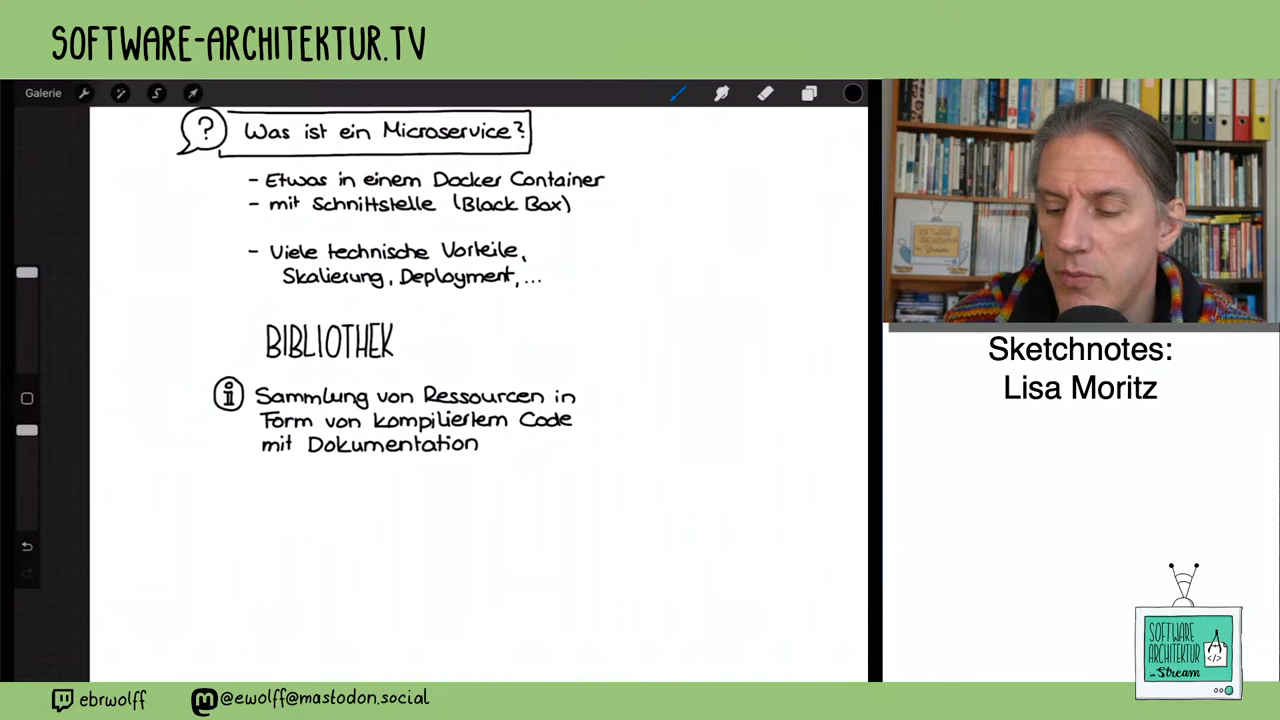 SOFTWARE-ARCHITEKTUR.TV
Galerie
? Was ist ein Microservice?
- Etwas in einem Docker Container
- mit Schnittstelle (Black Box)
- Viele technische Vorteile,
Skalierung, Deployment, ...
BIBLIOTHEK
i Sammlung von Ressourcen in
Form von kompiliertem Code
mit Dokumentation
Sketchnotes:
Lisa Moritz
SOFTWARE
ARCHITEKTUR
im Stream
</>
ebrwolff
@ewolff@mastodon.social